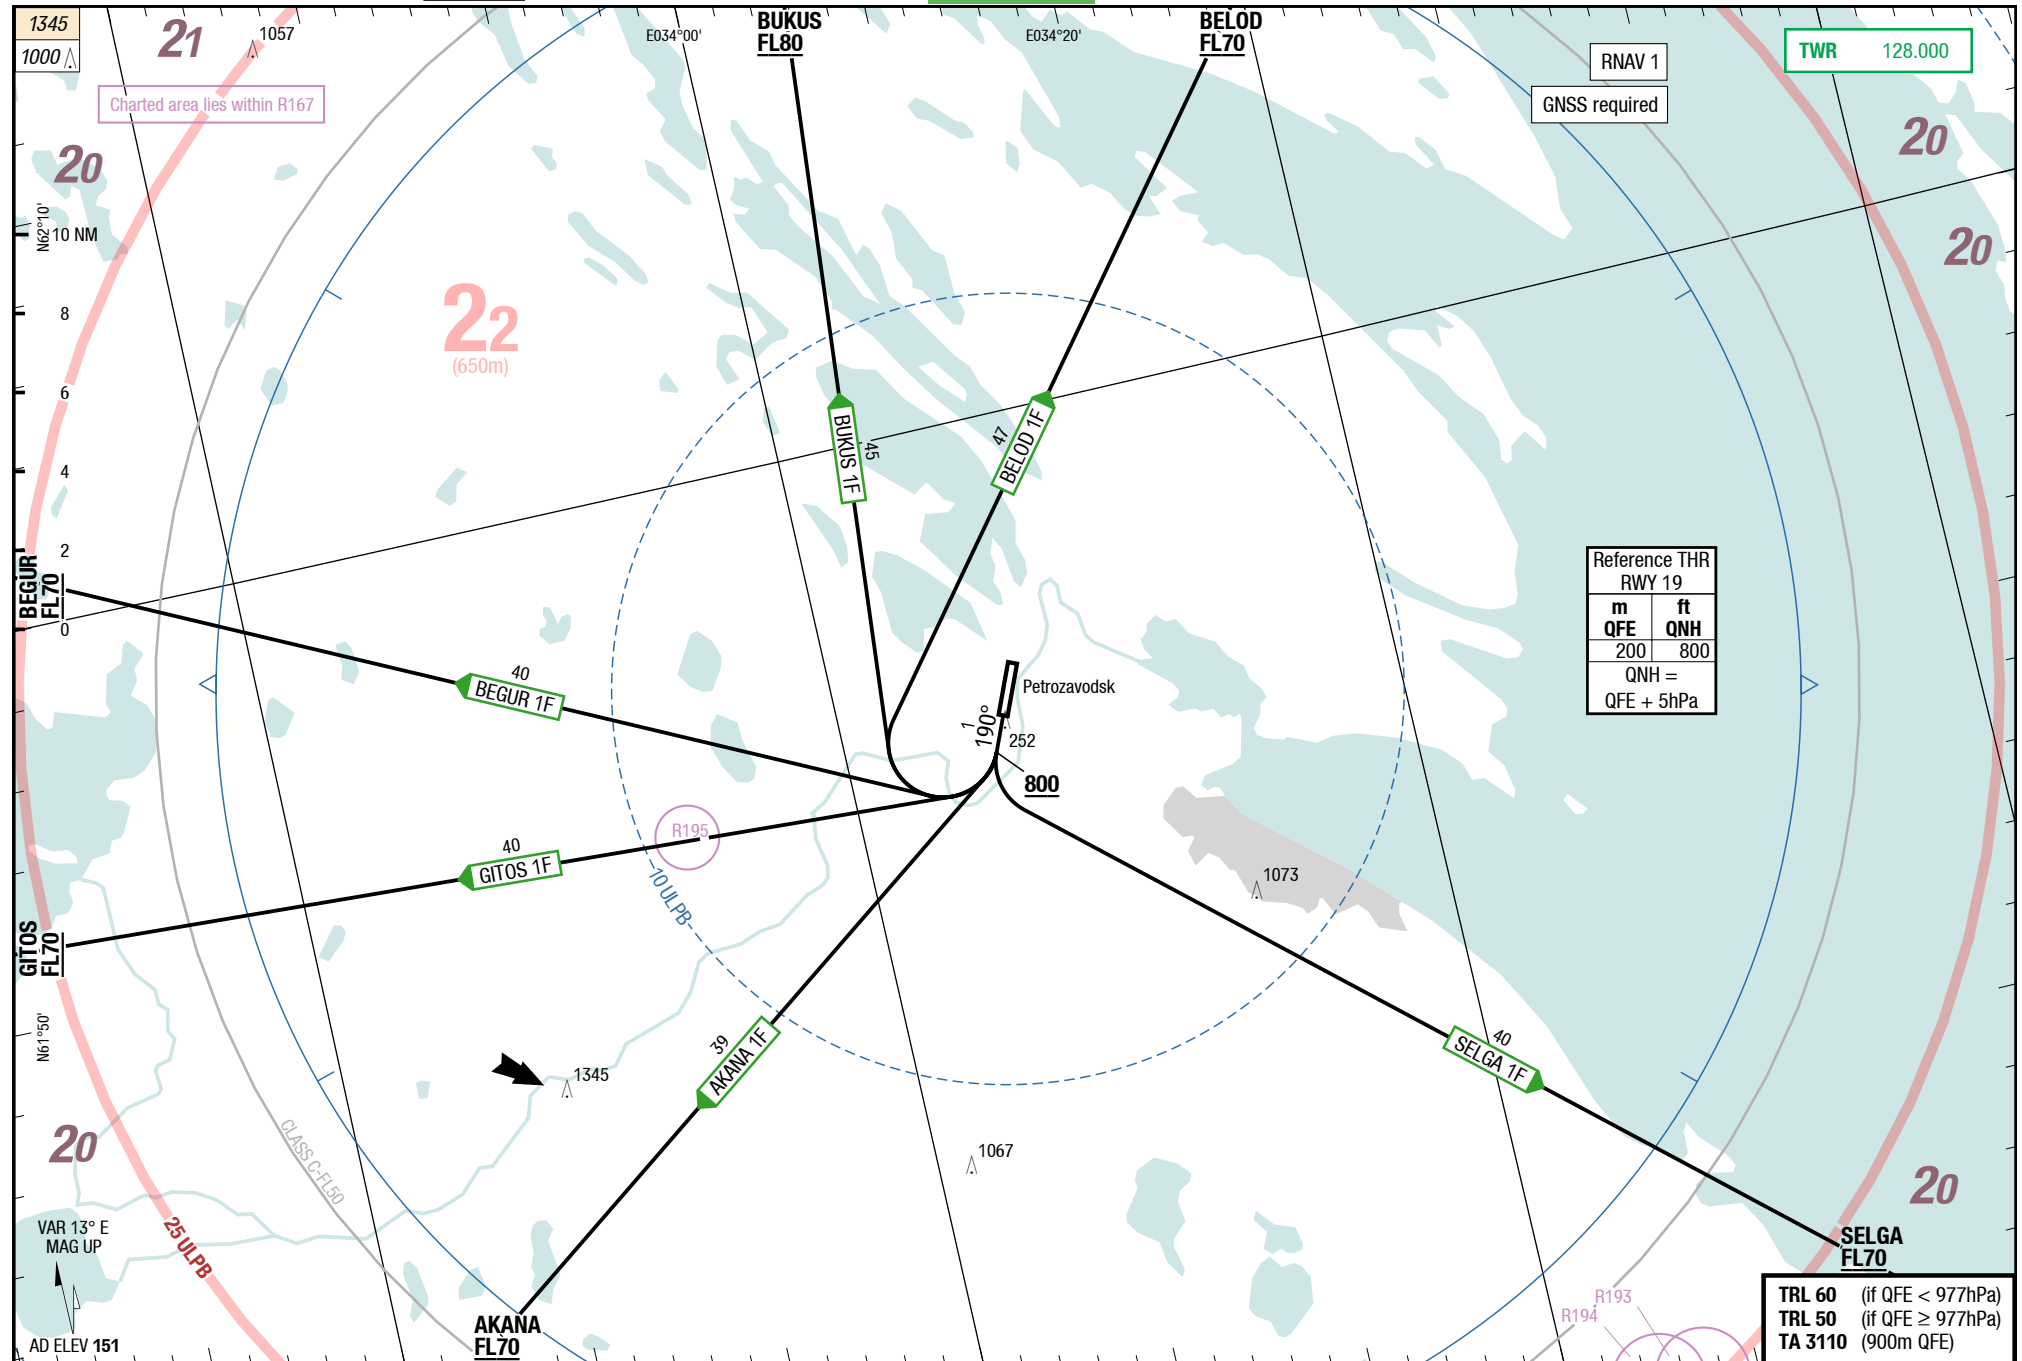 1345
1000
21
1057
Charted area lies within R167
20
BUKUS
FL80
E034°00'
E034°20'
BELOD
FL70
RNAV 1
GNSS required
TWR 128.000
20
20
N62°10'
10 NM
8
6
4
2
0
22
(650m)
BUKUS 1F
45
47
BELOD 1F
BEGUR
FL70
40
BEGUR 1F
Petrozavodsk
1
190°
252
800
Reference THR
RWY 19
m ft
QFE QNH
200 800
QNH =
QFE + 5hPa
R195
40
GITOS 1F
10 ULPB
GITOS
FL70
1073
N61°50'
39
AKANA 1F
1345
40
SELGA 1F
1067
CLASS C-FL50
20
20
25 ULPB
VAR 13° E
MAG UP
AD ELEV 151
AKANA
FL70
SELGA
FL70
R193
R194
TRL 60 (if QFE < 977hPa)
TRL 50 (if QFE ≥ 977hPa)
TA 3110 (900m QFE)